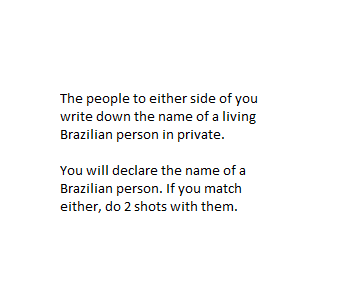 The people to either side of you
write down the name of a living
Brazilian person in private.

You will declare the name of a
Brazilian person. If you match
either, do 2 shots with them.